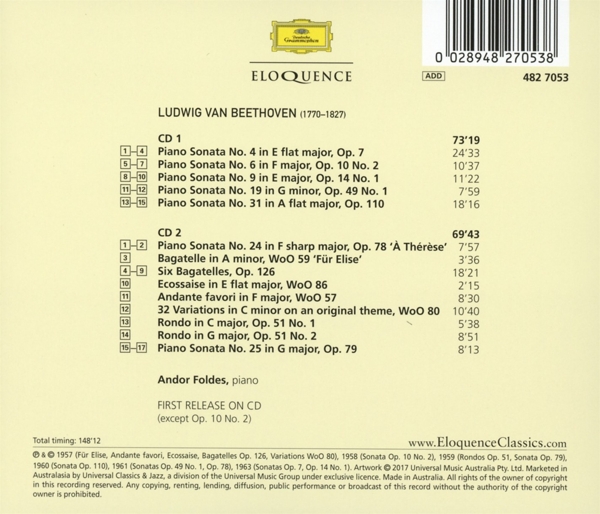 Deutsche
Grammophon
ELOQUENCE
0 028948 270538
ADD
482 7053
LUDWIG VAN BEETHOVEN (1770–1827)
CD 1 73'19
1–4 Piano Sonata No. 4 in E flat major, Op. 7 24'33
5–7 Piano Sonata No. 6 in F major, Op. 10 No. 2 10'37
8–10 Piano Sonata No. 9 in E major, Op. 14 No. 1 11'22
11–12 Piano Sonata No. 19 in G minor, Op. 49 No. 1 7'59
13–15 Piano Sonata No. 31 in A flat major, Op. 110 18'16
CD 2 69'43
1–2 Piano Sonata No. 24 in F sharp major, Op. 78 'À Thérèse' 7'57
3 Bagatelle in A minor, WoO 59 'Für Elise' 3'36
4–9 Six Bagatelles, Op. 126 18'21
10 Ecossaise in E flat major, WoO 86 2'15
11 Andante favori in F major, WoO 57 8'30
12 32 Variations in C minor on an original theme, WoO 80 10'40
13 Rondo in C major, Op. 51 No. 1 5'38
14 Rondo in G major, Op. 51 No. 2 8'51
15–17 Piano Sonata No. 25 in G major, Op. 79 8'13
Andor Foldes, piano
FIRST RELEASE ON CD
(except Op. 10 No. 2)
Total timing: 148'12
www.EloquenceClassics.com
℗ & © 1957 (Für Elise, Andante favori, Ecossaise, Bagatelles Op. 126, Variations WoO 80), 1958 (Sonata Op. 10 No. 2), 1959 (Rondos Op. 51, Sonata Op. 79),
1960 (Sonata Op. 110), 1961 (Sonatas Op. 49 No. 1, Op. 78), 1963 (Sonatas Op. 7, Op. 14 No. 1). Artwork © 2017 Universal Music Australia Pty. Ltd. Marketed in
Australasia by Universal Classics & Jazz, a division of the Universal Music Group under exclusive licence. Made in Australia. All rights of the owner of copyright
in this recording reserved. Any copying, renting, lending, diffusion, public performance or broadcast of this record without the authority of the copyright
owner is prohibited.